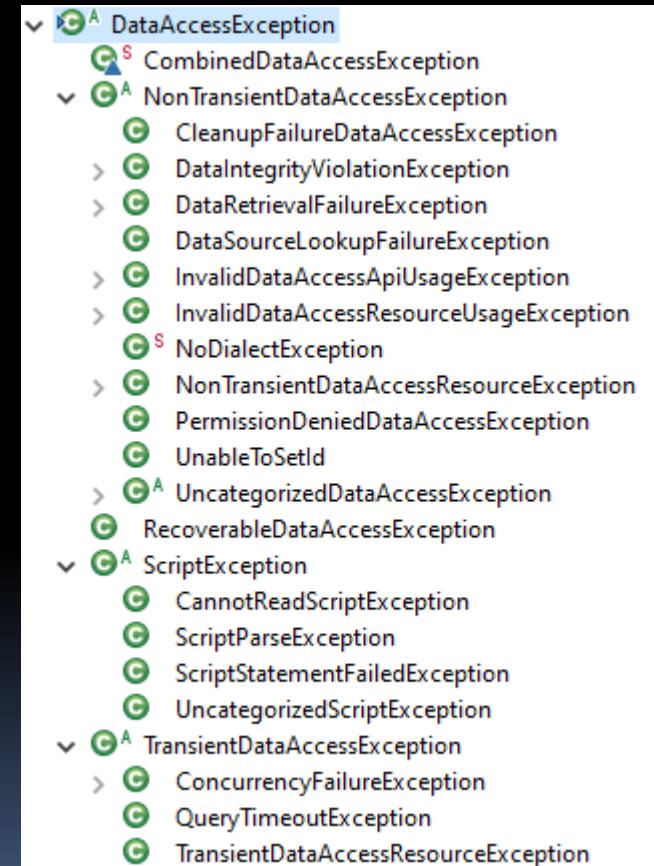 A DataAccessException
S CombinedDataAccessException
A NonTransientDataAccessException
C CleanupFailureDataAccessException
C DataIntegrityViolationException
C DataRetrievalFailureException
C DataSourceLookupFailureException
C InvalidDataAccessApiUsageException
C InvalidDataAccessResourceUsageException
C S NoDialectException
C NonTransientDataAccessResourceException
C PermissionDeniedDataAccessException
C UnableToSetId
C A UncategorizedDataAccessException
C RecoverableDataAccessException
C A ScriptException
C CannotReadScriptException
C ScriptParseException
C ScriptStatementFailedException
C UncategorizedScriptException
C A TransientDataAccessException
C ConcurrencyFailureException
C QueryTimeoutException
C TransientDataAccessResourceException